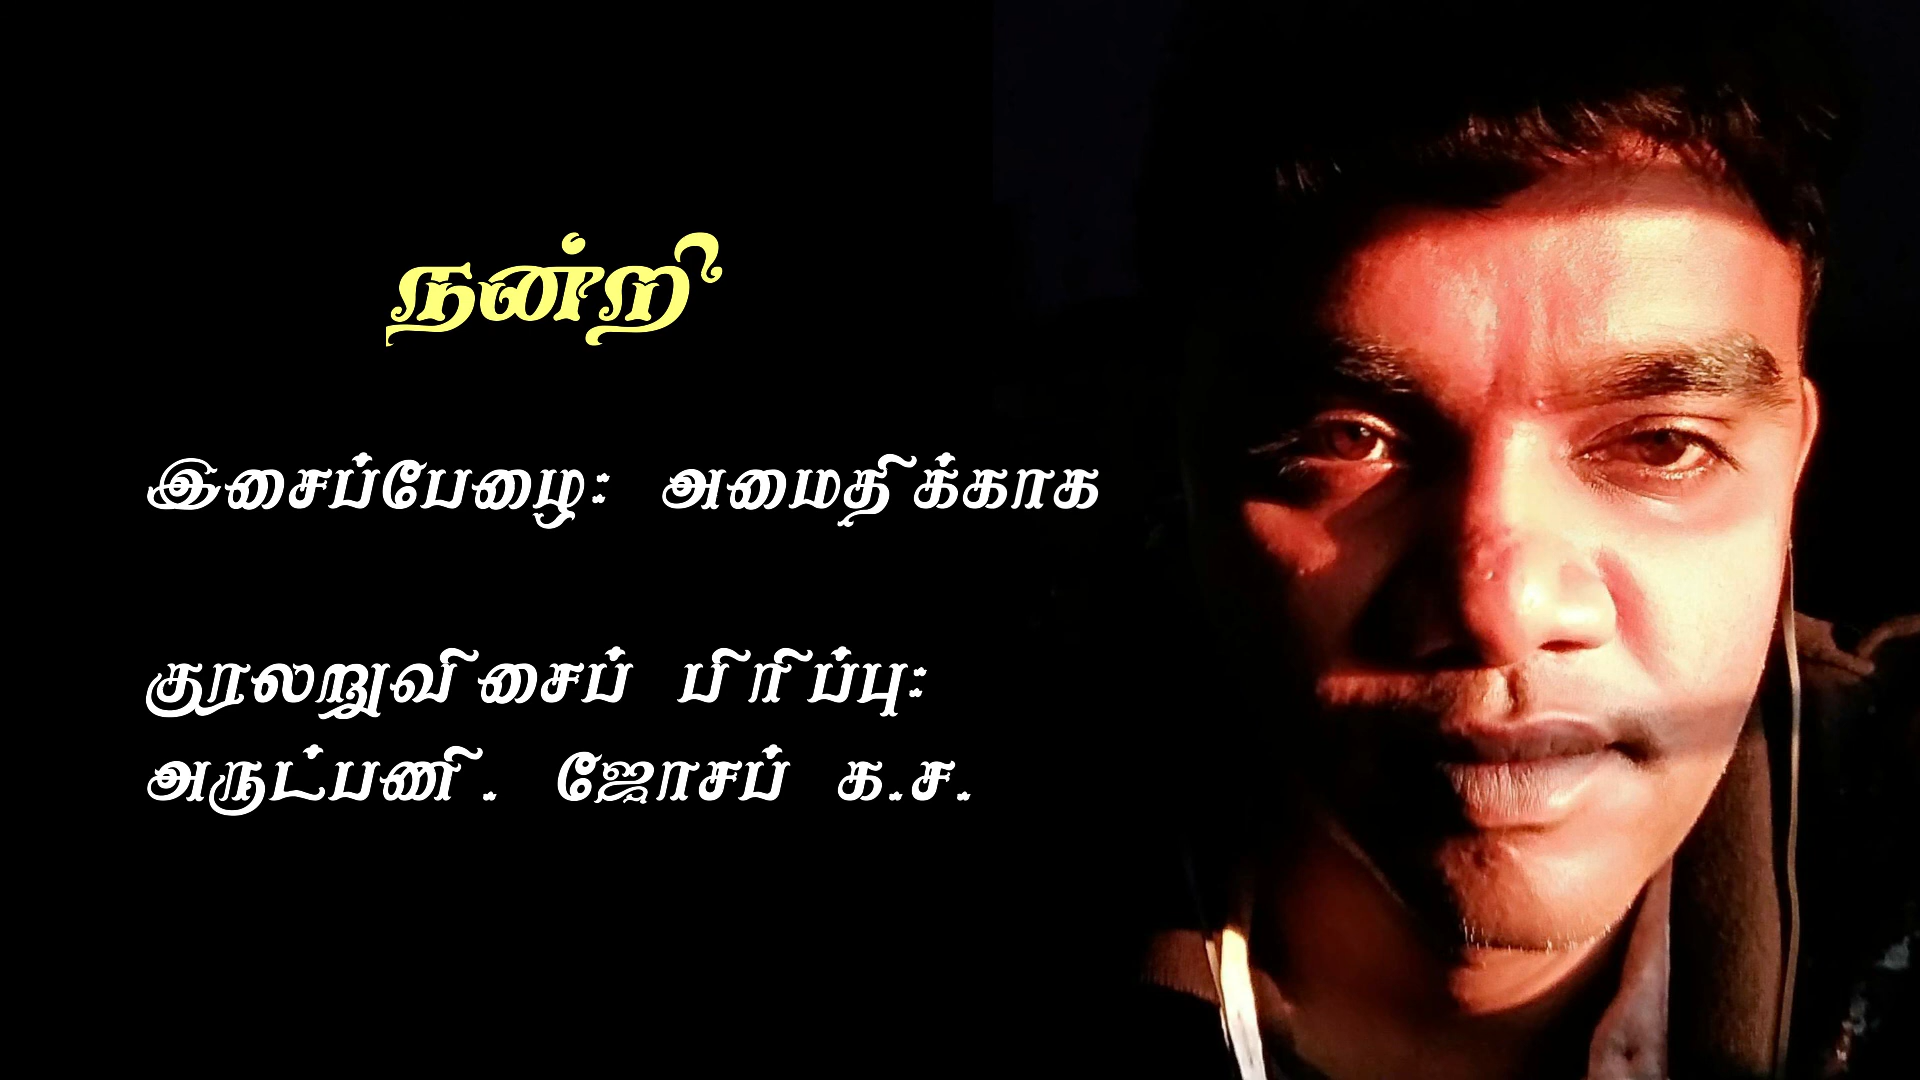 நன்றி
இசைப்பேழை: அமைதிக்காக
குரலறுவிசைப் பிரிப்பு:
அருட்பணி. ஜோசப் க.ச.